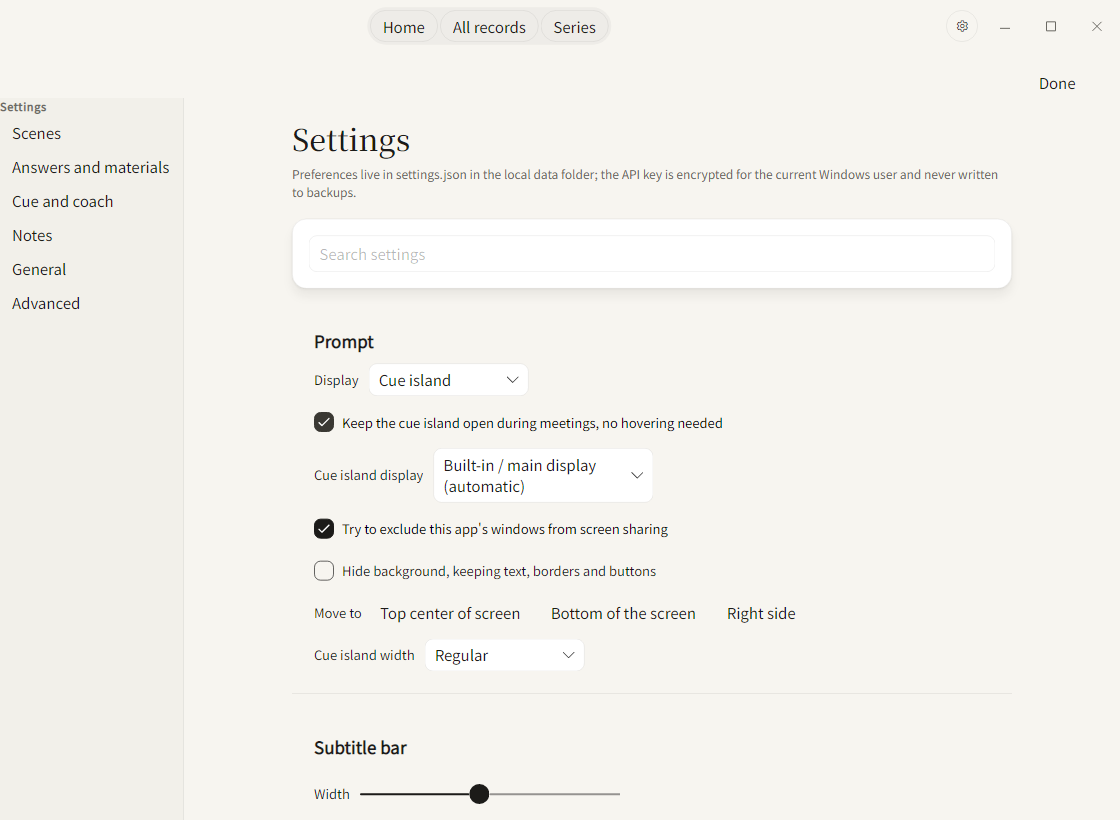 Home
All records
Series
Done
Settings
Scenes
Answers and materials
Cue and coach
Notes
General
Advanced
Settings
Preferences live in settings.json in the local data folder; the API key is encrypted for the current Windows user and never written
to backups.
Search settings
Prompt
Display
Cue island
Keep the cue island open during meetings, no hovering needed
Cue island display
Built-in / main display
(automatic)
Try to exclude this app's windows from screen sharing
Hide background, keeping text, borders and buttons
Move to
Top center of screen
Bottom of the screen
Right side
Cue island width
Regular
Subtitle bar
Width